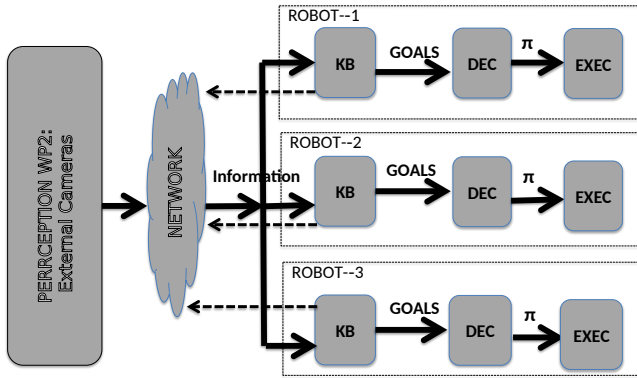 PERRCEPTION WP2:
External Cameras
NETWORK
Information
ROBOT-­‐1
KB
GOALS
DEC
π
EXEC
ROBOT-­‐2
KB
GOALS
DEC
π
EXEC
ROBOT-­‐3
KB
GOALS
DEC
π
EXEC